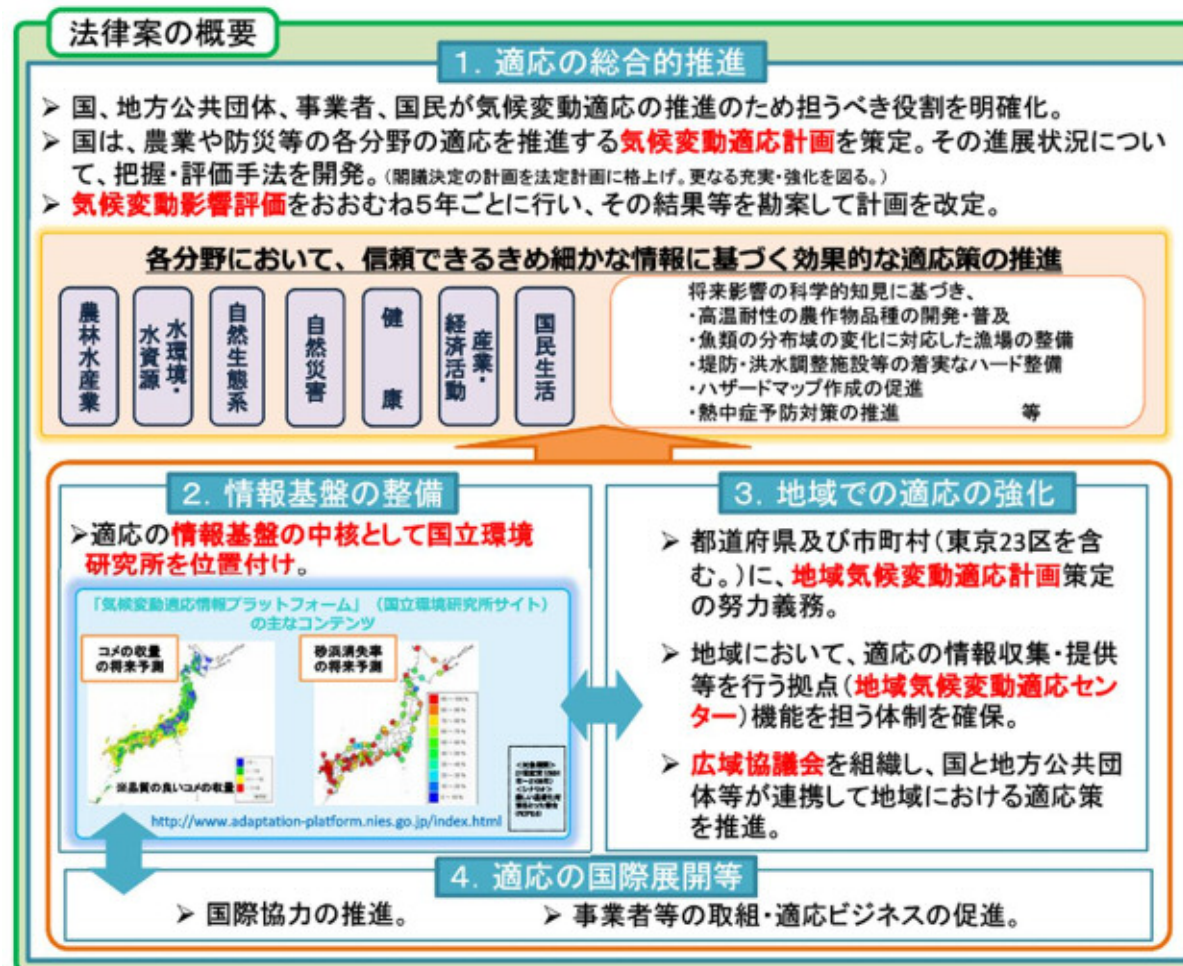 法律案の概要
1. 適応の総合的推進
➢ 国、地方公共団体、事業者、国民が気候変動適応の推進のため担うべき役割を明確化。
➢ 国は、農業や防災等の各分野の適応を推進する気候変動適応計画を策定。その進展状況につい
て、把握・評価手法を開発。(閣議決定の計画を法定計画に格上げ。更なる充実・強化を図る。)
➢ 気候変動影響評価をおおむね5年ごとに行い、その結果等を勘案して計画を改定。
各分野において、信頼できるきめ細かな情報に基づく効果的な適応策の推進
農林水産業
水環境・
水資源
自然生態系
自然災害
健康
産業・
経済活動
国民生活
将来影響の科学的知見に基づき、
・高温耐性の農作物品種の開発・普及
・魚類の分布域の変化に対応した漁場の整備
・堤防・洪水調整施設等の着実なハード整備
・ハザードマップ作成の促進
・熱中症予防対策の推進 等
2. 情報基盤の整備
➢適応の情報基盤の中核として国立環境
研究所を位置付け。
「気候変動適応情報プラットフォーム」(国立環境研究所サイト)
の主なコンテンツ
コメの収量
の将来予測
砂浜消失率
の将来予測
※品質の良いコメの収量
http://www.adaptation-platform.nies.go.jp/index.html
3. 地域での適応の強化
➢ 都道府県及び市町村(東京23区を含
む。)に、地域気候変動適応計画策定
の努力義務。
➢ 地域において、適応の情報収集・提供
等を行う拠点(地域気候変動適応セン
ター)機能を担う体制を確保。
➢ 広域協議会を組織し、国と地方公共団
体等が連携して地域における適応策
を推進。
4. 適応の国際展開等
➢ 国際協力の推進。
➢ 事業者等の取組・適応ビジネスの促進。